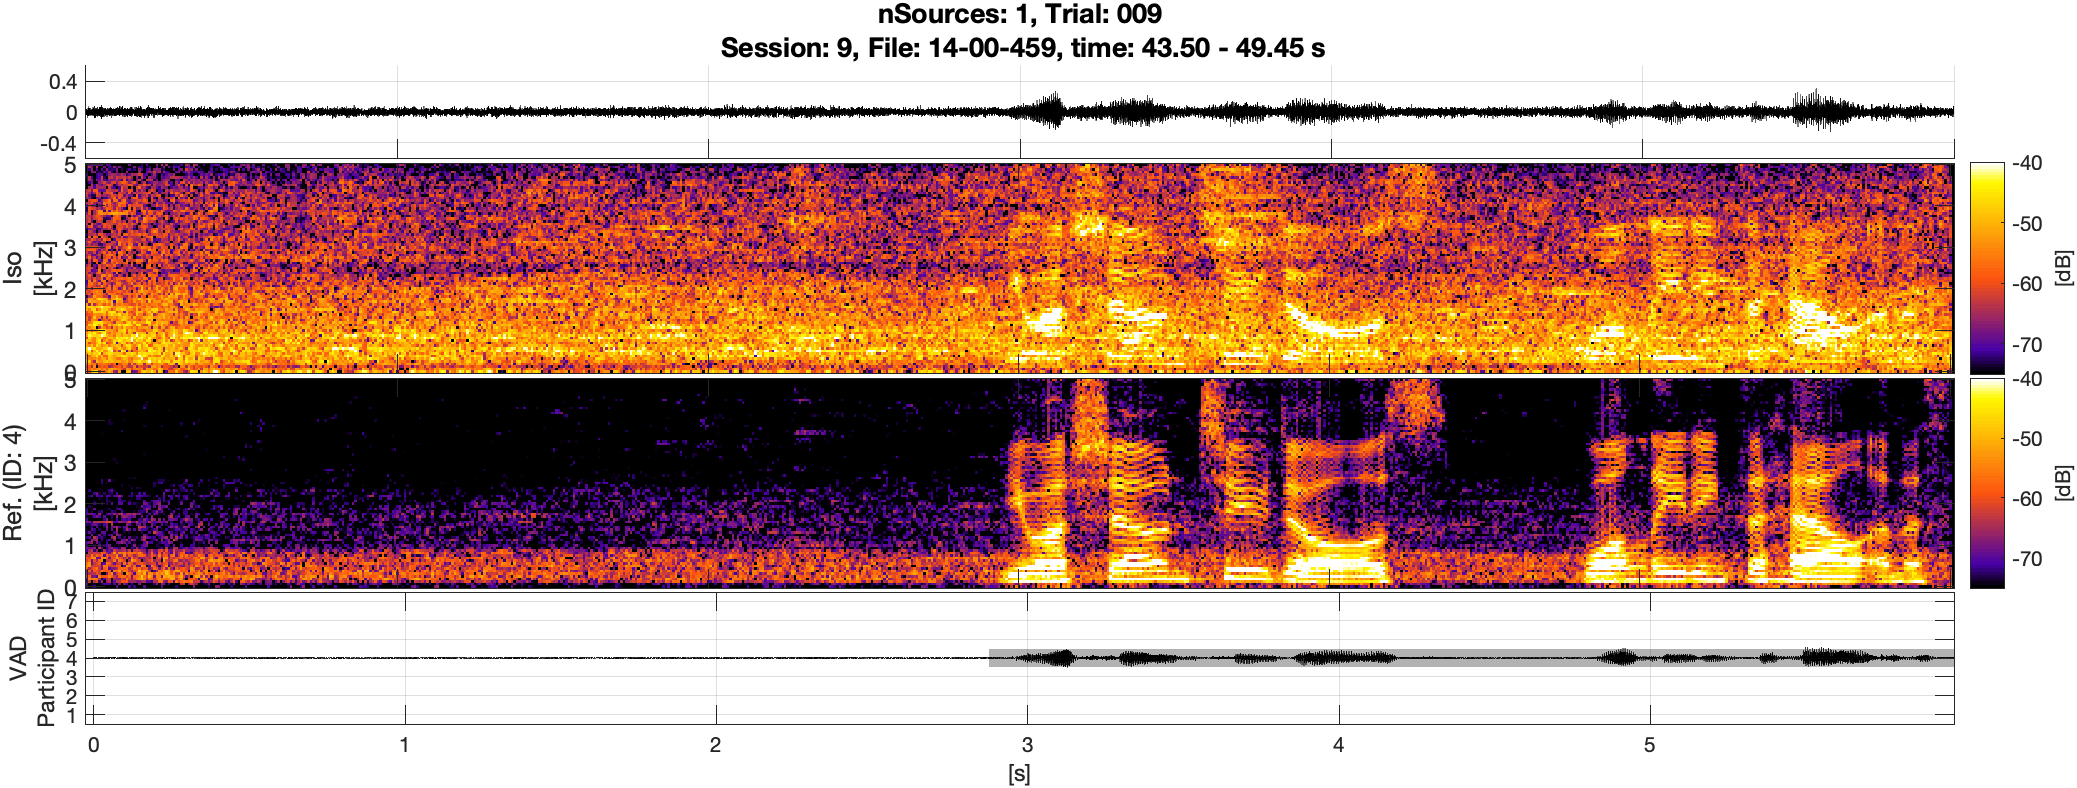 nSources: 1, Trial: 009
Session: 9, File: 14-00-459, time: 43.50 - 49.45 s
0.4
0
-0.4
Iso
[kHz]
5
4
3
2
1
0
-40
-50
-60
-70
[dB]
Ref. (ID: 4)
[kHz]
5
4
3
2
1
0
-40
-50
-60
-70
[dB]
VAD
Participant ID
7
6
5
4
3
2
1
0 1 2 3 4 5
[s]